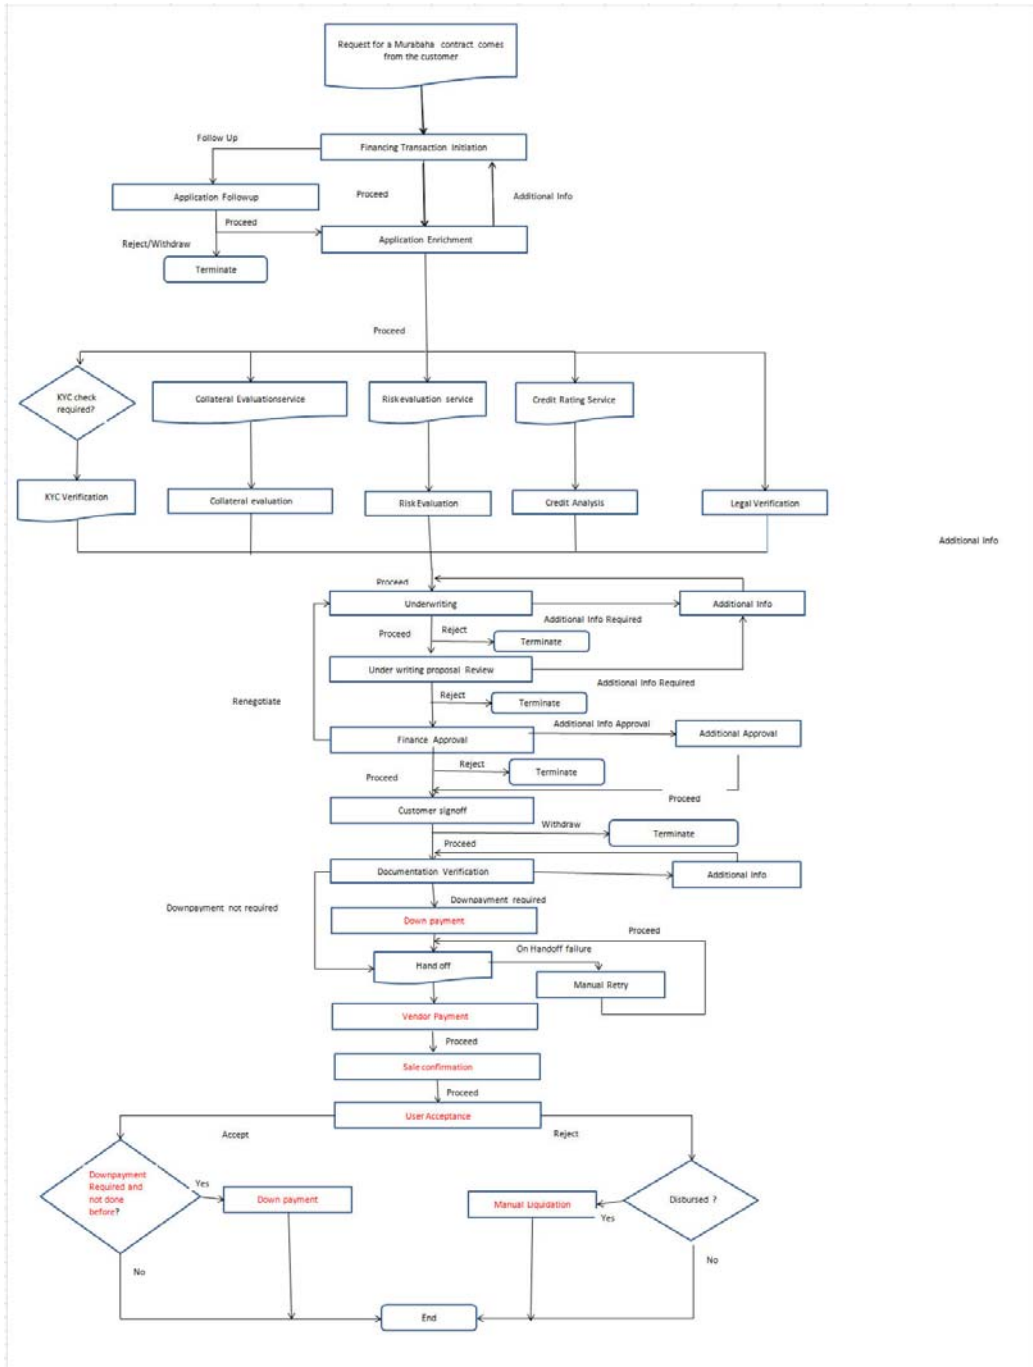 Request for a Murabaha contract comes
from the customer
Follow Up
Financing Transaction Initiation
Application Followup
Proceed
Additional Info
Proceed
Reject/Withdraw
Application Enrichment
Terminate
Proceed
KYC check
required?
Collateral Evaluationservice
Riskevaluation service
Credit Rating Service
KYC Verification
Collateral evaluation
RiskEvaluation
Credit Analysis
Legal Verification
Additional Info
Proceed
Underwriting
Additional Info
Additional Info Required
Proceed
Reject
Terminate
Under writing proposal Review
Additional Info Required
Renegotiate
Reject
Terminate
Additional Info Approval
Finance Approval
Additional Approval
Reject
Terminate
Proceed
Proceed
Customer signoff
Withdraw
Terminate
Proceed
Documentation Verification
Additional Info
Downpayment not required
Downpayment required
Down payment
Proceed
On Handoff failure
Hand off
Manual Retry
Vendor Payment
Proceed
Sale confirmation
Proceed
User Acceptance
Accept
Reject
Downpayment
Required and
not done
before?
Yes
Down payment
Manual Liquidation
Yes
Disbursed ?
No
No
End